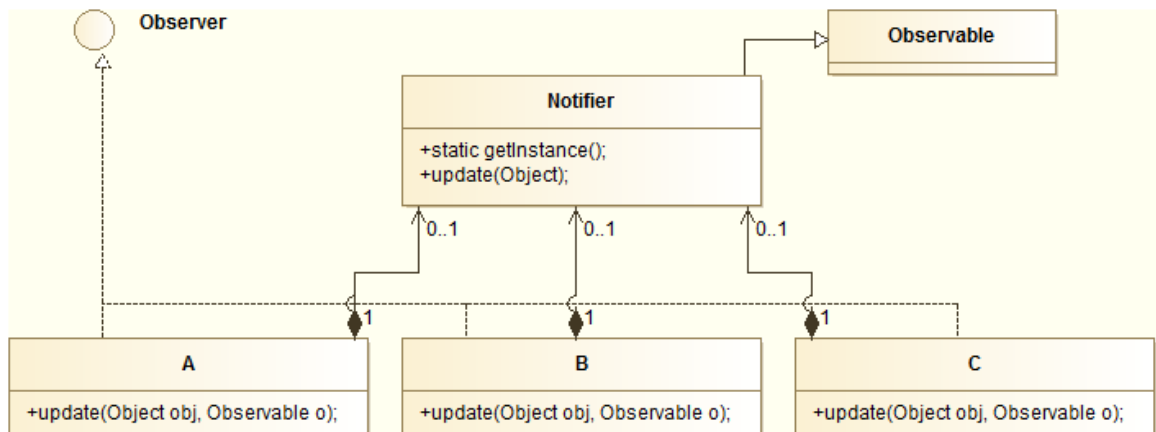 Observer
Observable
Notifier
+static getInstance();
+update(Object);
0..1
0..1
0..1
1
1
1
A
B
C
+update(Object obj, Observable o);
+update(Object obj, Observable o);
+update(Object obj, Observable o);